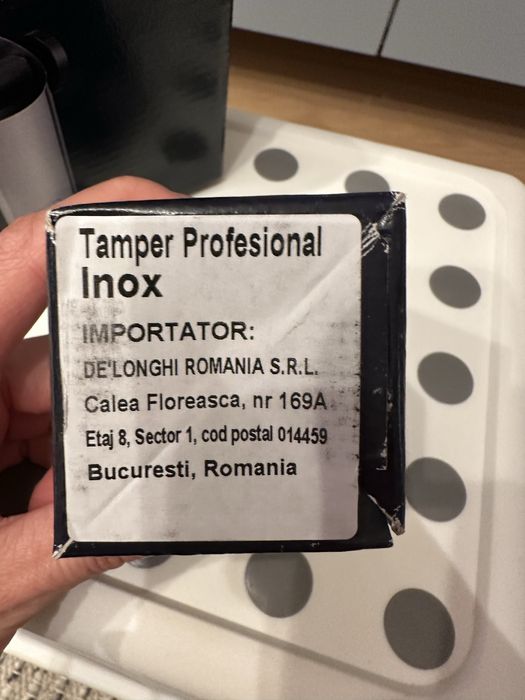 Tamper Profesional
Inox
IMPORTATOR:
DE'LONGHI ROMANIA S.R.L.
Calea Floreasca, nr 169A
Etaj 8, Sector 1, cod postal 014459
Bucuresti, Romania